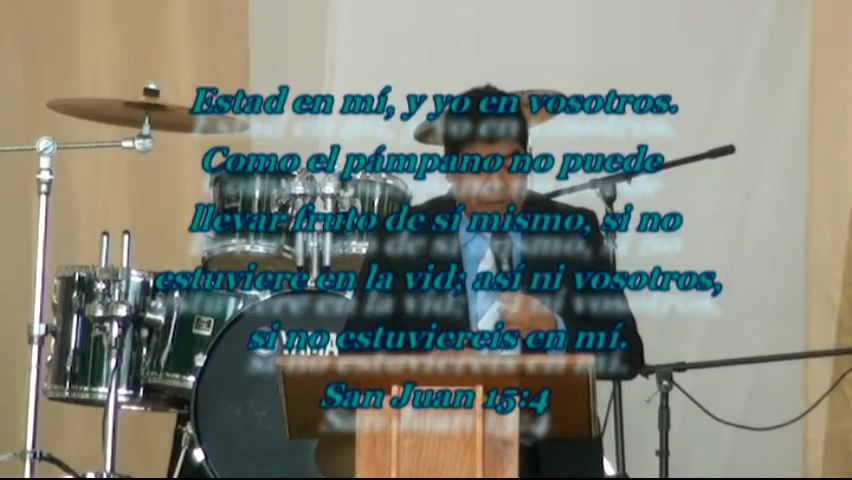 Estad en mí, y yo en vosotros.
Como el pámpano no puede
llevar fruto de sí mismo, si no
estuviere en la vid; así ni vosotros,
si no estuviereis en mí.
San Juan 15:4